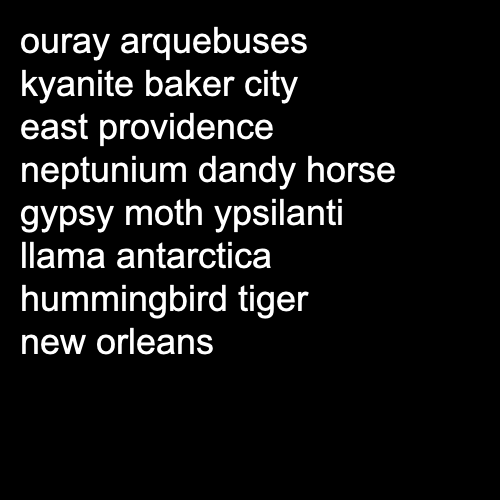 ouray arquebuses
kyanite baker city
east providence
neptunium dandy horse
gypsy moth ypsilanti
llama antarctica
hummingbird tiger
new orleans